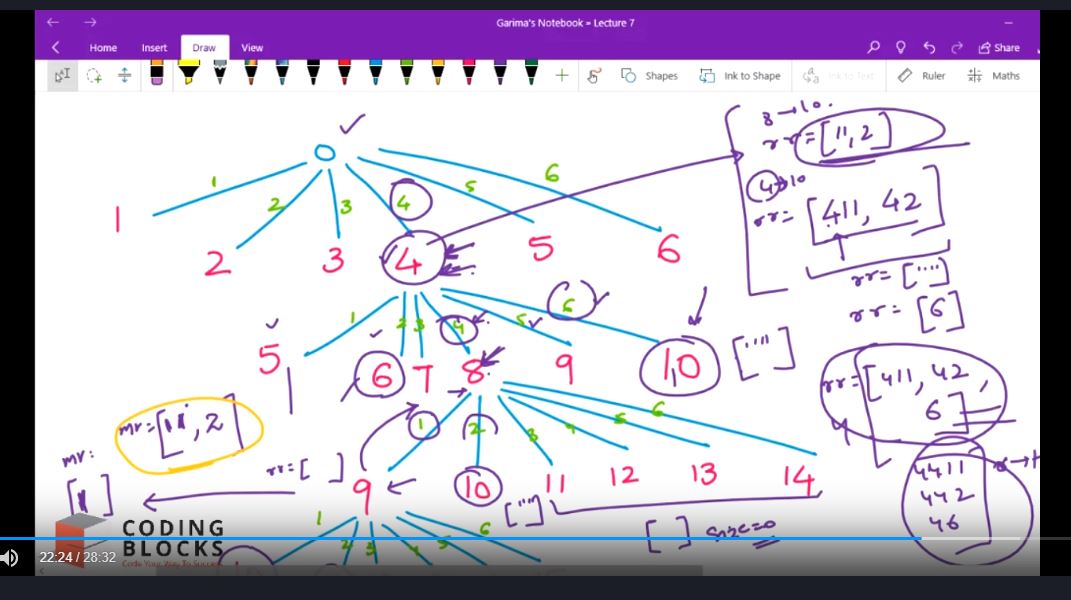 Garima's Notebook » Lecture 7
Home Insert Draw View Share
Shapes Ink to Shape Ink to Text Ruler Maths
8→10.
rr=[11,2]
0
4→10
rr=[411, 42]
1 2 3 4 5 6
1 2 3 4 5 6
rr=[""]
rr=[6]
1 2 3 4 5 6
5 6 7 8 9 10 [""]
rr=[411, 42,
6]
1 2 3 4 5 6
mr=[11,2]
mr:
[1]
rr=[ ]
9 10 11 12 13 14
[""]
[ ] size=0
4411
442
46
1 2 3 4 5 6
CODING
BLOCKS
Code Your Way To Success
22:24 / 28:32